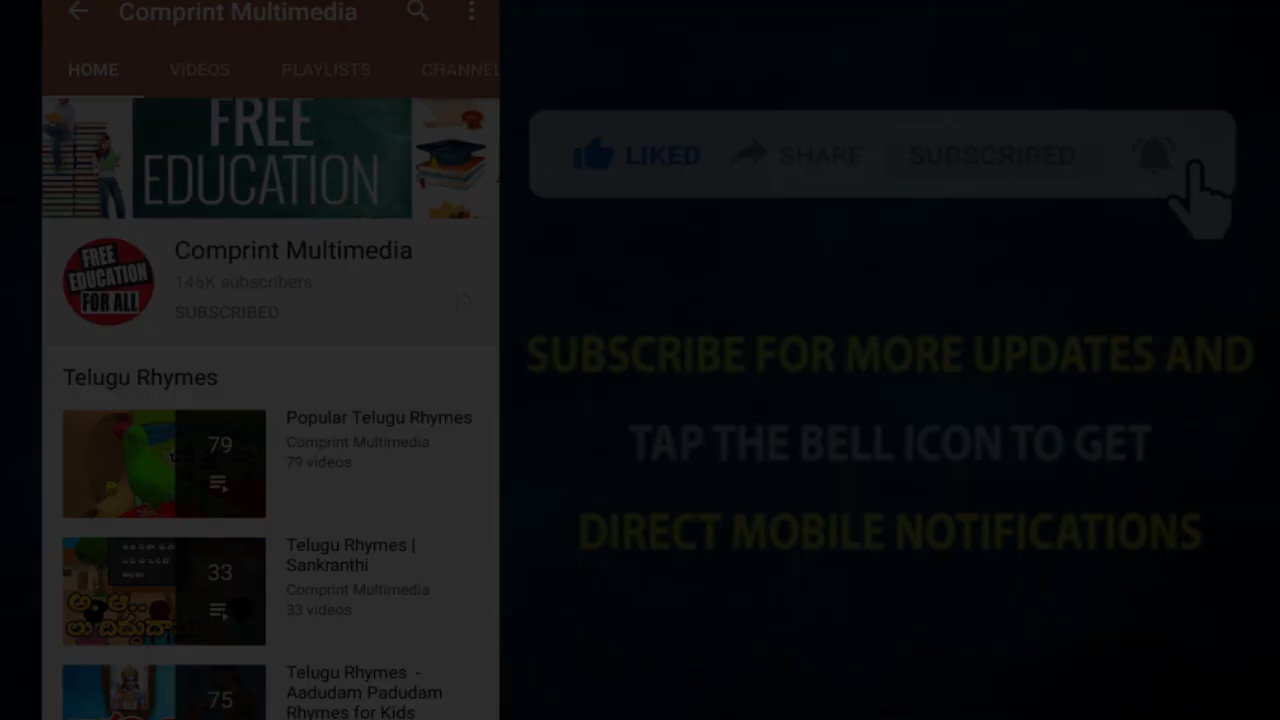 Comprint Multimedia
HOME VIDEOS PLAYLISTS CHANNEL
FREE
EDUCATION
FREE
EDUCATION
FOR ALL
Comprint Multimedia
146K subscribers
SUBSCRIBED
Telugu Rhymes
79
Popular Telugu Rhymes
Comprint Multimedia
79 videos
33
అ, ఆ..
లు దిద్దుదాం
Telugu Rhymes |
Sankranthi
Comprint Multimedia
33 videos
75
Telugu Rhymes -
Aadudam Padudam
Rhymes for Kids
LIKED SHARE SUBSCRIBED
SUBSCRIBE FOR MORE UPDATES AND
TAP THE BELL ICON TO GET
DIRECT MOBILE NOTIFICATIONS